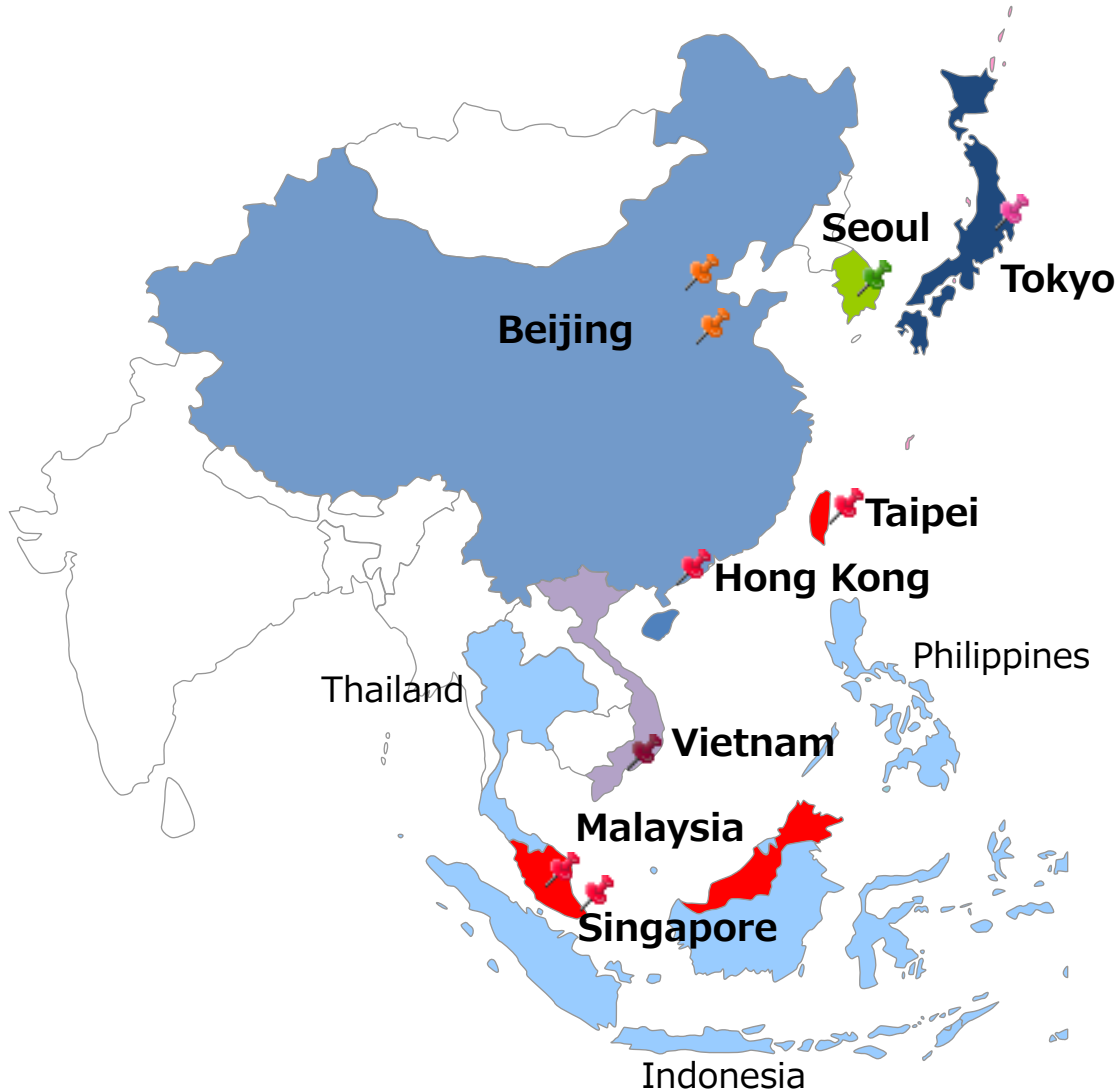 Seoul
Tokyo
Beijing
Taipei
Hong Kong
Philippines
Thailand
Vietnam
Malaysia
Singapore
Indonesia